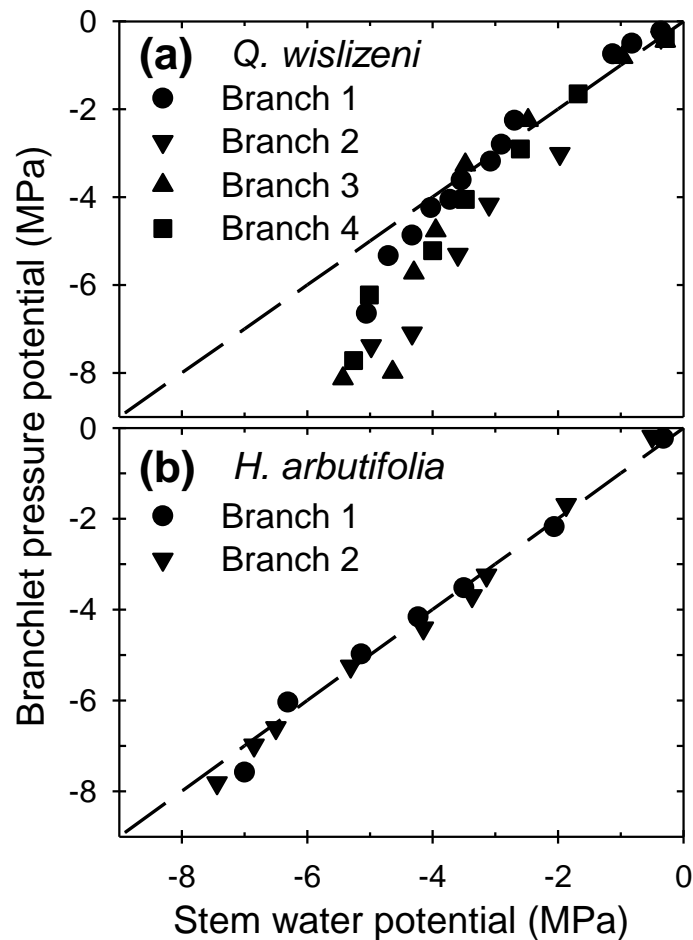 (a) Q. wislizeni
Branch 1
Branch 2
Branch 3
Branch 4
0
-2
-4
-6
-8
(b) H. arbutifolia
Branch 1
Branch 2
0
-2
-4
-6
-8
Branchlet pressure potential (MPa)
-8 -6 -4 -2 0
Stem water potential (MPa)